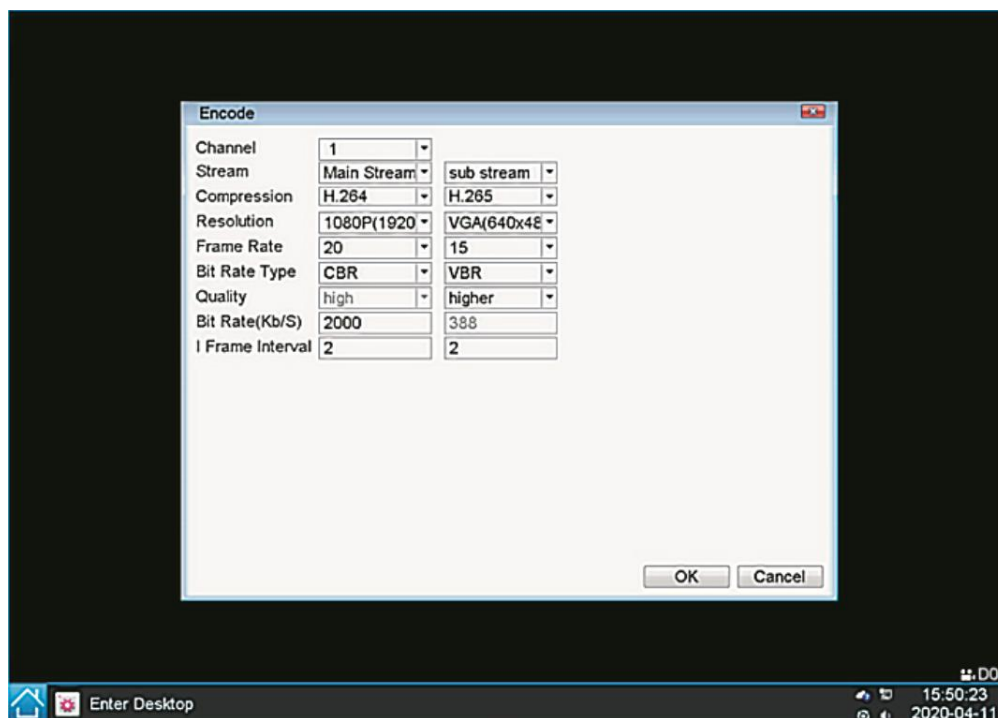 Encode
Channel 1
Stream Main Stream sub stream
Compression H.264 H.265
Resolution 1080P(1920 VGA(640x48
Frame Rate 20 15
Bit Rate Type CBR VBR
Quality high higher
Bit Rate(Kb/S) 2000 388
I Frame Interval 2 2
OK Cancel
D0
Enter Desktop
15:50:23
2020-04-11